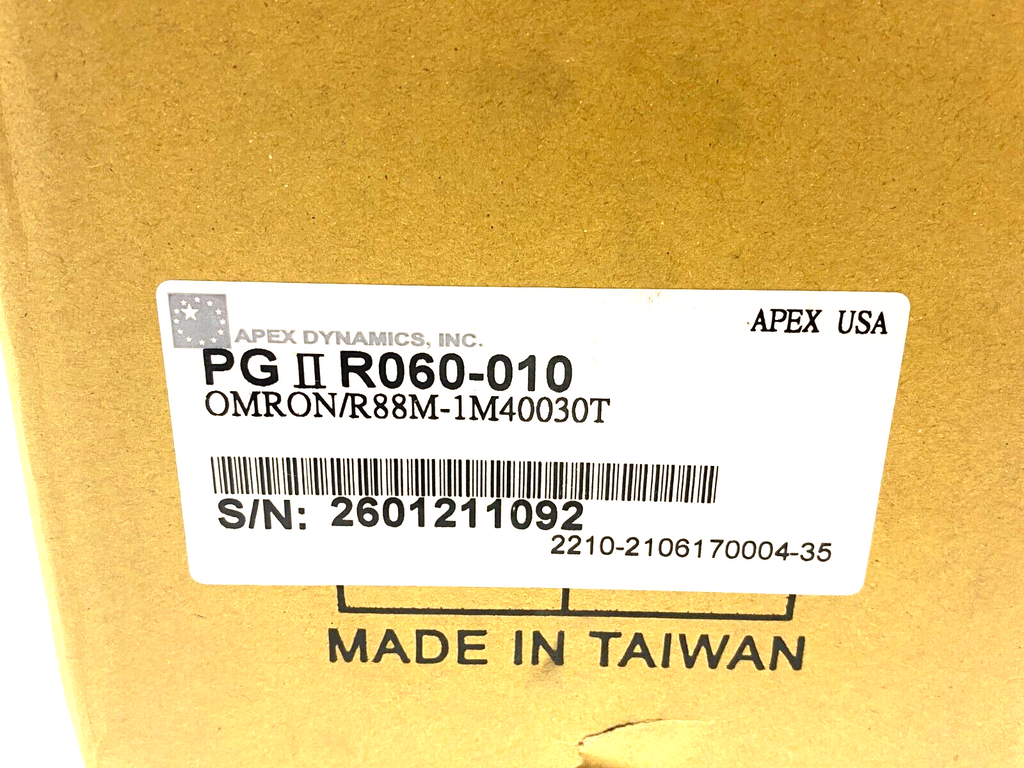 APEX DYNAMICS, INC.
APEX USA
PG II R060-010
OMRON/R88M-1M40030T
S/N: 2601211092
2210-2106170004-35
MADE IN TAIWAN